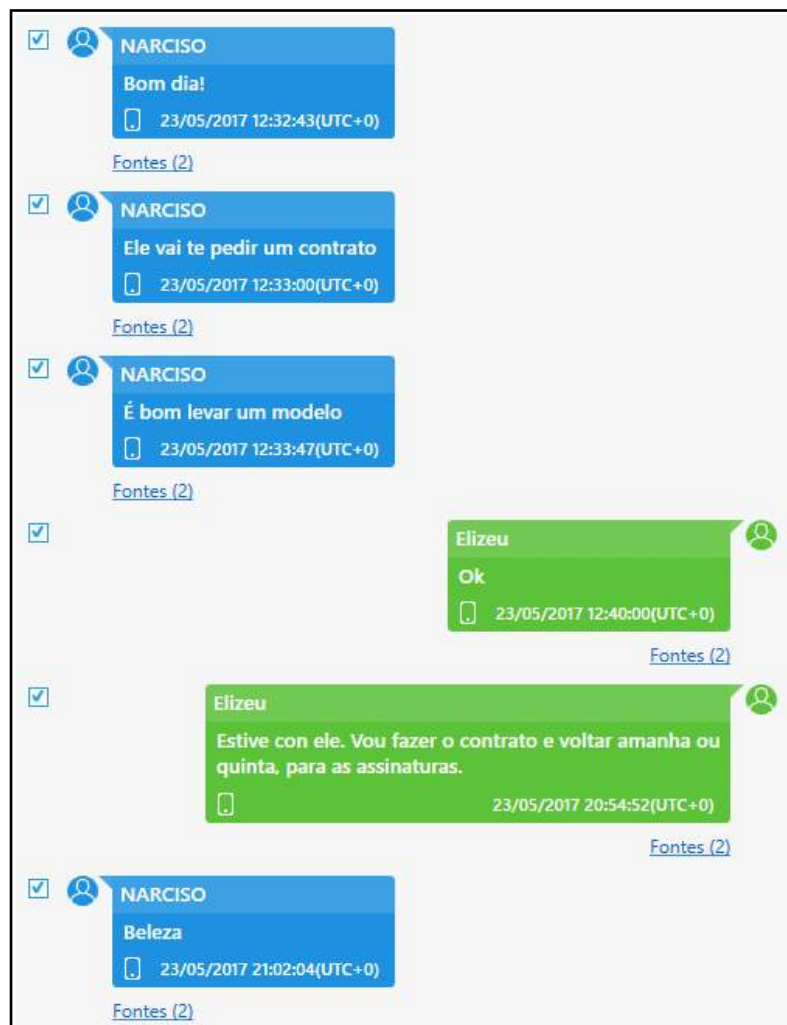 NARCISO
Bom dia!
23/05/2017 12:32:43(UTC+0)
Fontes (2)
NARCISO
Ele vai te pedir um contrato
23/05/2017 12:33:00(UTC+0)
Fontes (2)
NARCISO
É bom levar um modelo
23/05/2017 12:33:47(UTC+0)
Fontes (2)
Elizeu
Ok
23/05/2017 12:40:00(UTC+0)
Fontes (2)
Elizeu
Estive con ele. Vou fazer o contrato e voltar amanha ou
quinta, para as assinaturas.
23/05/2017 20:54:52(UTC+0)
Fontes (2)
NARCISO
Beleza
23/05/2017 21:02:04(UTC+0)
Fontes (2)